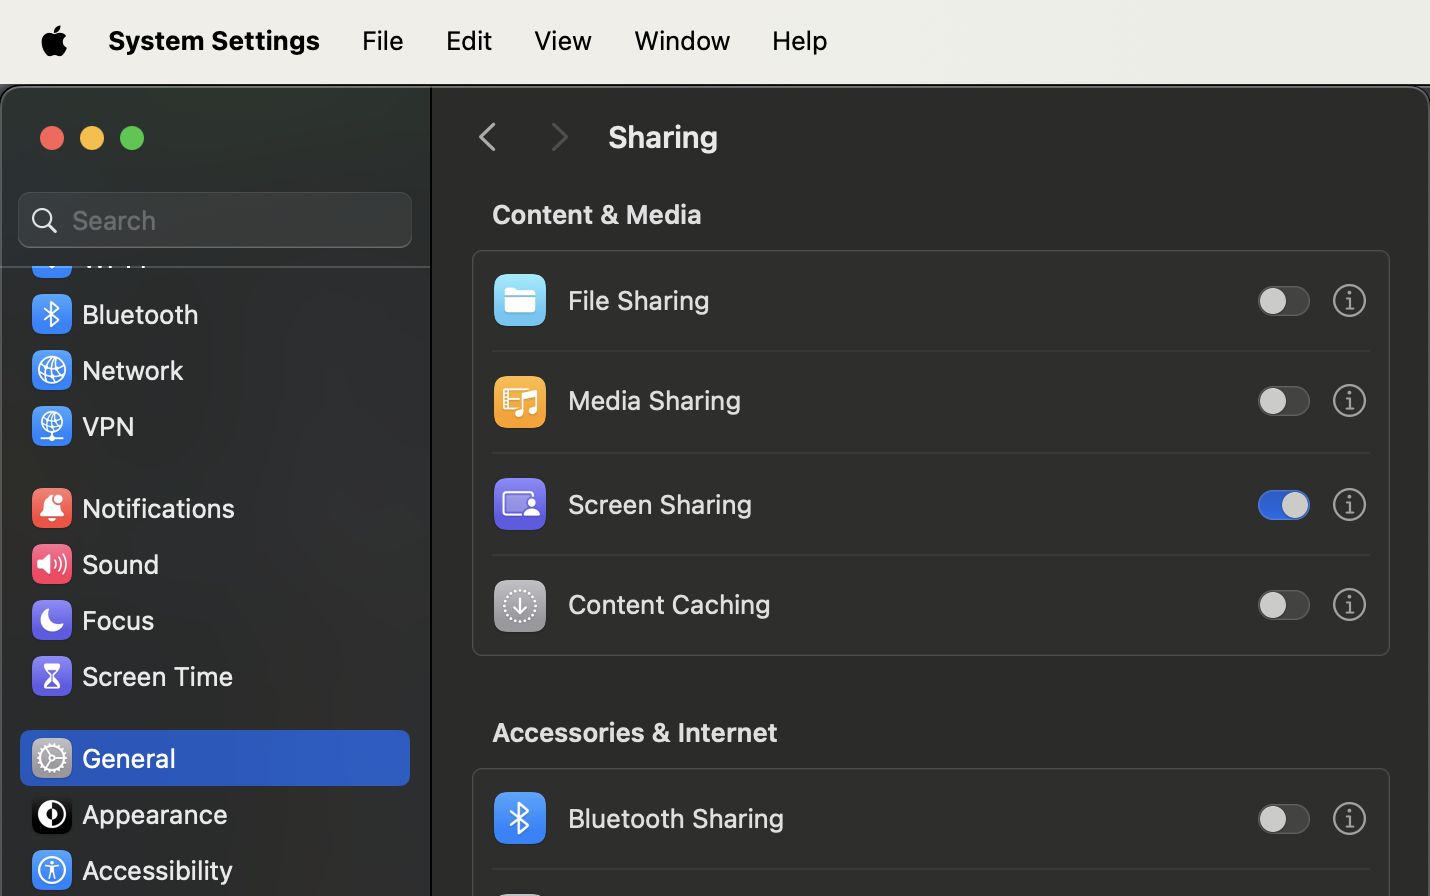 System Settings File Edit View Window Help
Search
Bluetooth
Network
VPN
Notifications
Sound
Focus
Screen Time
General
Appearance
Accessibility
Sharing
Content & Media
File Sharing
Media Sharing
Screen Sharing
Content Caching
Accessories & Internet
Bluetooth Sharing